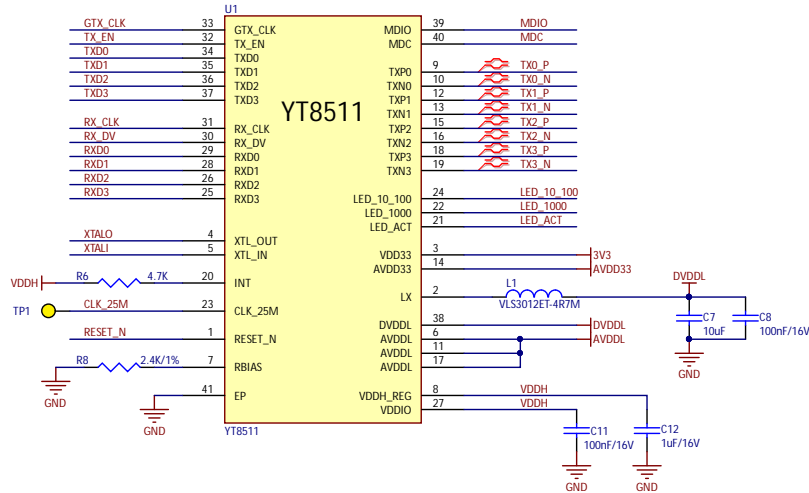 U1
GTX_CLK 33 GTX_CLK MDIO 39 MDIO
TX_EN 32 TX_EN MDC 40 MDC
TXD0 34 TXD0
TXD1 35 TXD1 TXP0 9 TX0_P
TXD2 36 TXD2 TXN0 10 TX0_N
TXD3 37 TXD3 TXP1 12 TX1_P
TXN1 13 TX1_N
YT8511
RX_CLK 31 RX_CLK TXP2 15 TX2_P
RX_DV 30 RX_DV TXN2 16 TX2_N
RXD0 29 RXD0 TXP3 18 TX3_P
RXD1 28 RXD1 TXN3 19 TX3_N
RXD2 26 RXD2
RXD3 25 RXD3 LED_10_100 24 LED_10_100
LED_1000 22 LED_1000
LED_ACT 21 LED_ACT
XTALO 4 XTL_OUT
XTALI 5 XTL_IN VDD33 3 3V3
AVDD33 14 AVDD33
VDDH R6 4.7K 20 INT
LX 2 L1 VLS3012ET-4R7M DVDDL
TP1 CLK_25M 23 CLK_25M
C7 10uF C8 100nF/16V
GND
RESET_N 1 RESET_N DVDDL 38 DVDDL
AVDDL 6 AVDDL
AVDDL 11
R8 2.4K/1% 7 RBIAS AVDDL 17
GND
41 EP VDDH_REG 8 VDDH
GND
VDDIO 27 VDDH
C11 100nF/16V C12 1uF/16V
GND GND
YT8511